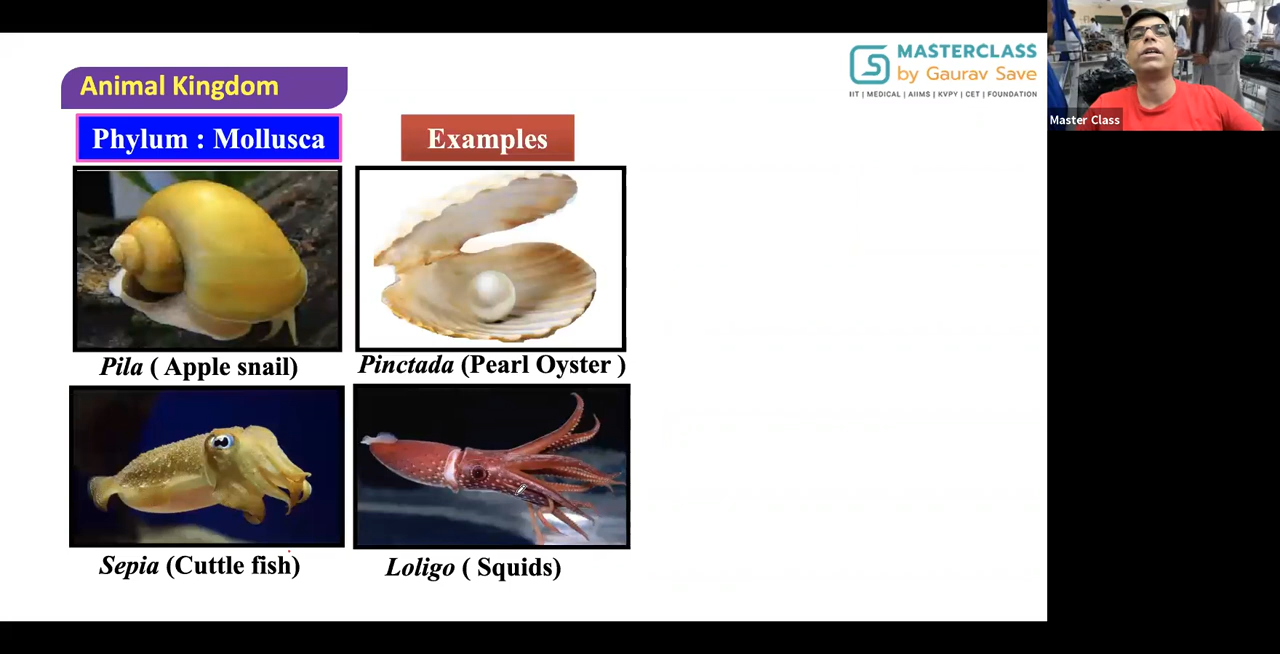 Animal Kingdom
MASTERCLASS
by Gaurav Save
IIT | MEDICAL | AIIMS | KVPY | CET | FOUNDATION
Master Class
Phylum : Mollusca
Examples
Pila ( Apple snail)
Pinctada (Pearl Oyster )
Sepia (Cuttle fish)
Loligo ( Squids)